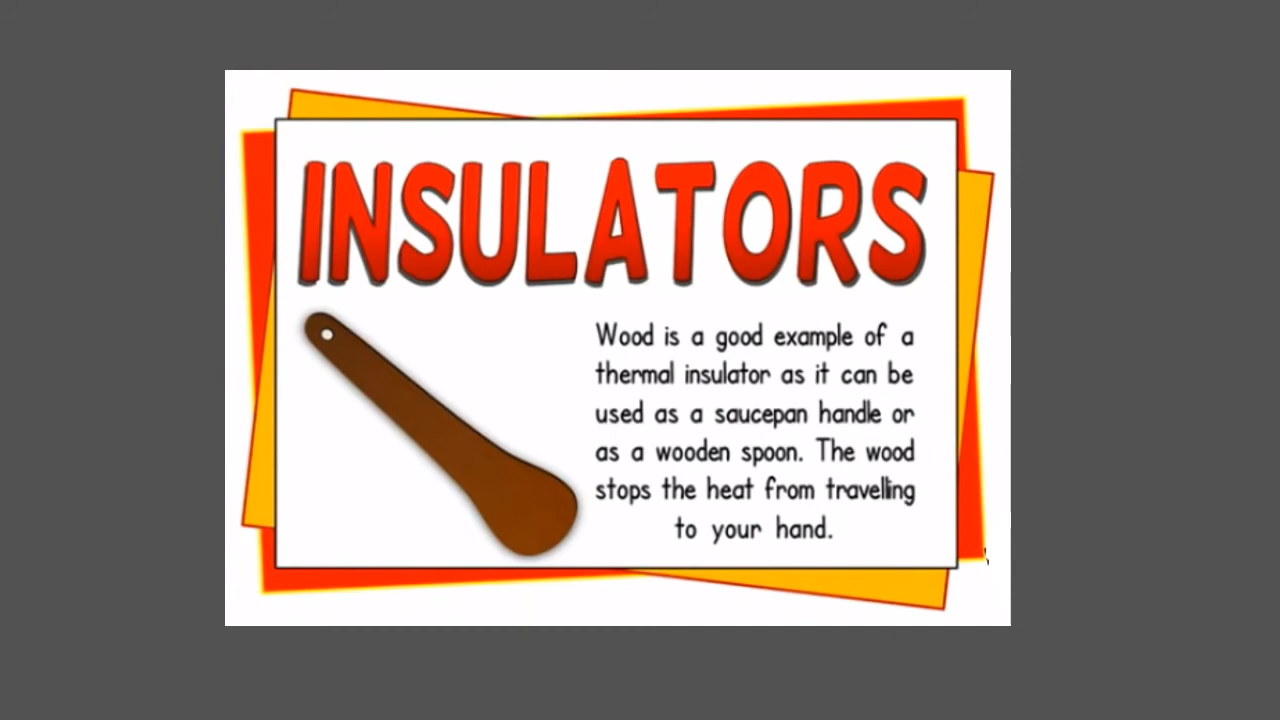 INSULATORS
Wood is a good example of a
thermal insulator as it can be
used as a saucepan handle or
as a wooden spoon. The wood
stops the heat from travelling
to your hand.